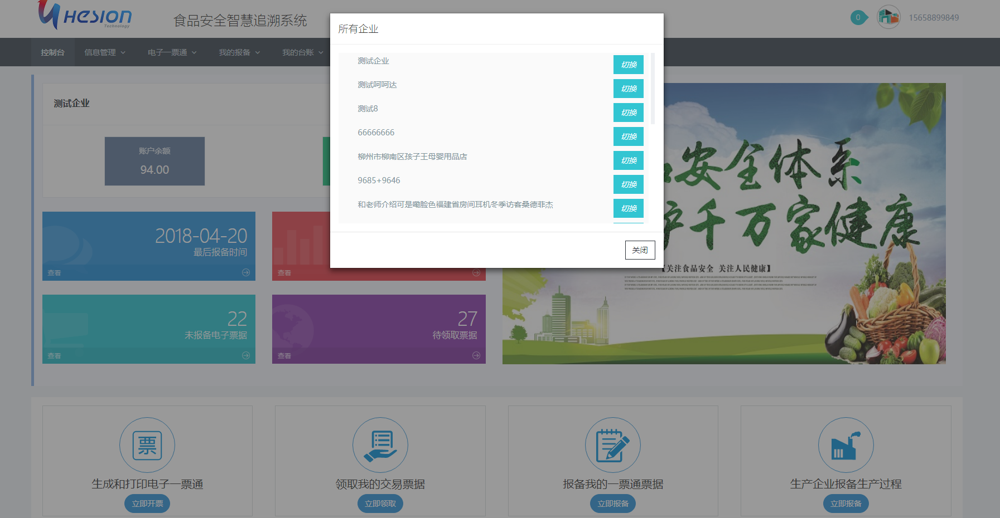 Hesion
Technology
食品安全智慧追溯系统
0
15658899849
控制台
信息管理
电子一票通
我的报备
我的台账
所有企业
测试企业
切换
测试呵呵达
切换
测试8
切换
66666666
切换
柳州市柳南区孩子王母婴用品店
切换
9685+9646
切换
和老师介绍可是嘞脸色福建省房间耳机冬季访客桑德菲杰
切换
关闭
测试企业
账户余额
94.00
2018-04-20
最后报备时间
查看
查看
22
未报备电子票据
查看
27
待领取票据
查看
安全体系
护千万家健康
【关注食品安全 关注人民健康】
票
生成和打印电子一票通
立即开票
领取我的交易票据
立即领取
报备我的一票通票据
立即报备
生产企业报备生产过程
立即报备